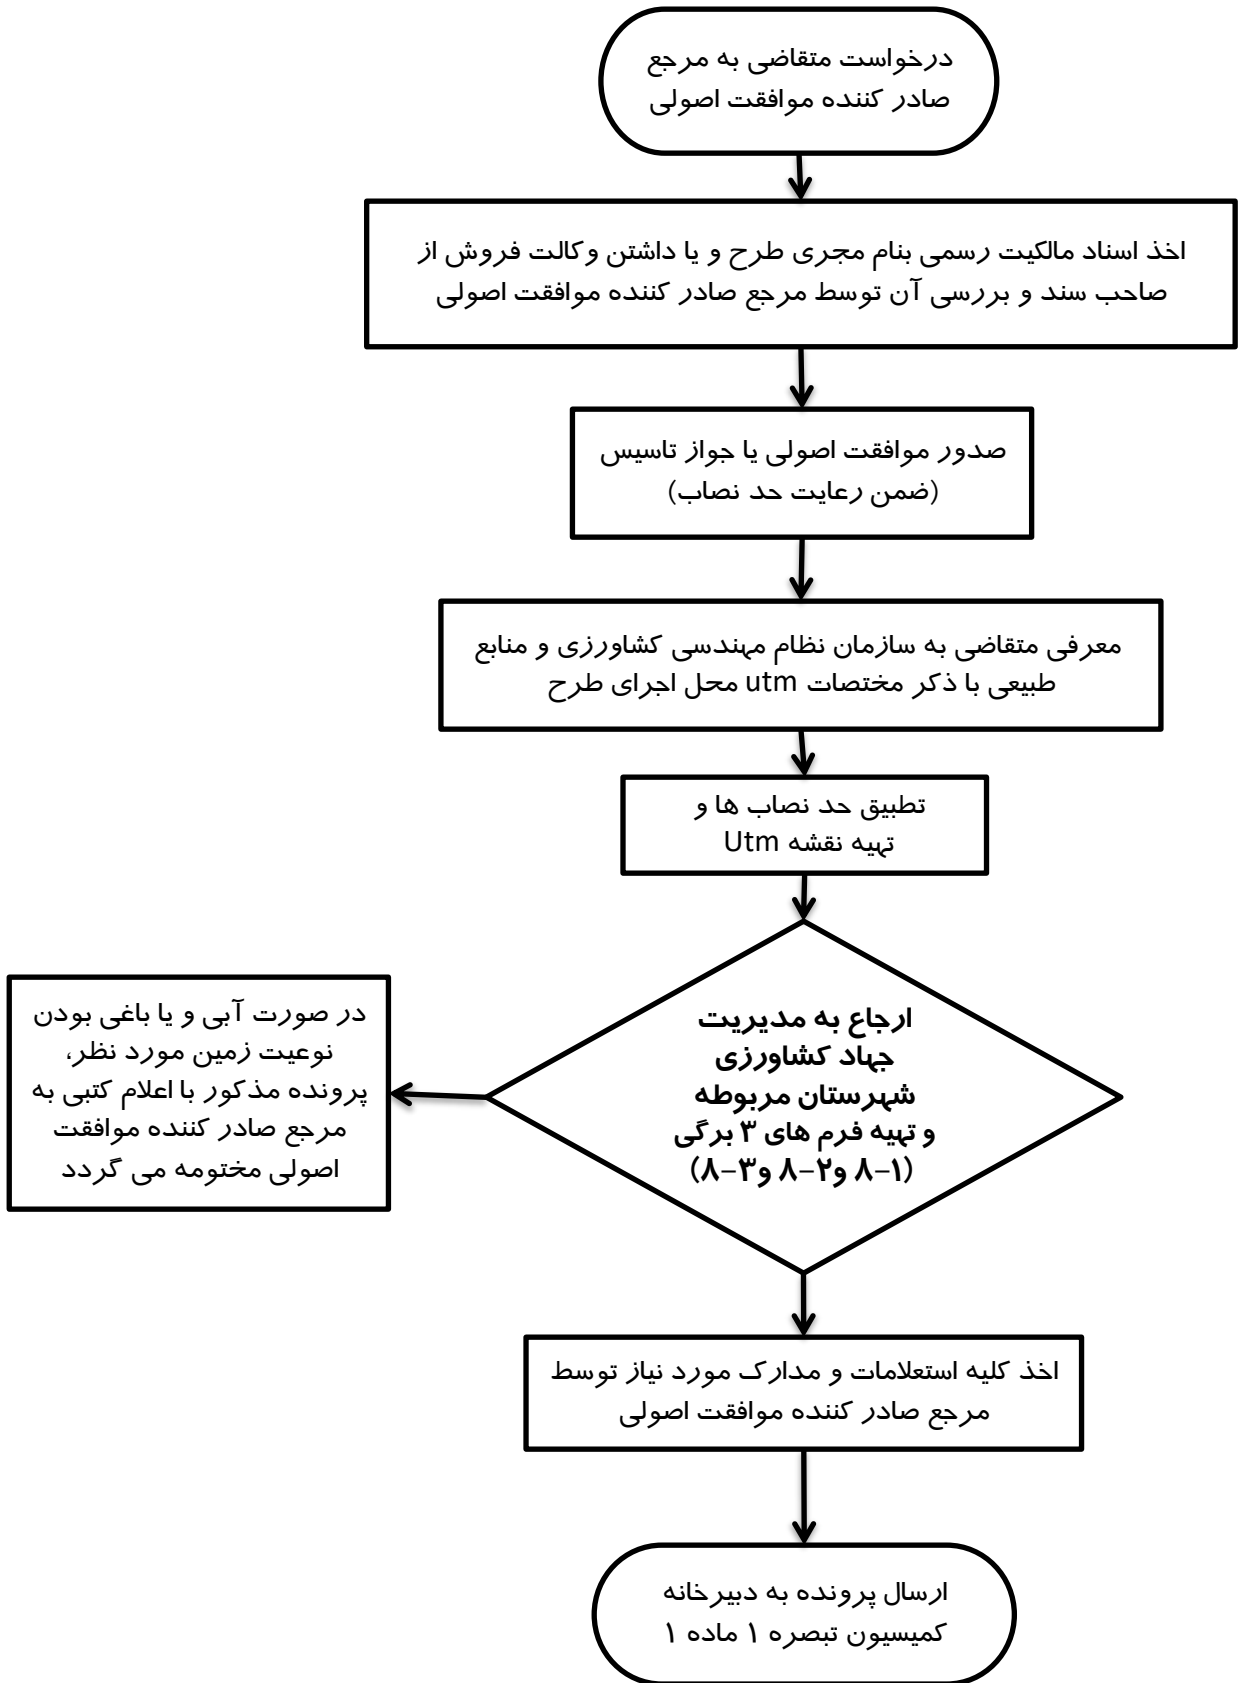 درخواست متقاضی به مرجع
صادر کننده موافقت اصولی
اخذ اسناد مالکیت رسمی بنام مجری طرح و یا داشتن وکالت فروش از
صاحب سند و بررسی آن توسط مرجع صادر کننده موافقت اصولی
صدور موافقت اصولی یا جواز تاسیس
(ضمن رعایت حد نصاب)
معرفی متقاضی به سازمان نظام مهندسی کشاورزی و منابع
طبیعی با ذکر مختصات utm محل اجرای طرح
تطبیق حد نصاب ها و
تهیه نقشه Utm
ارجاع به مدیریت
جهاد کشاورزی
شهرستان مربوطه
و تهیه فرم های ۳ برگی
(۸-۱ و۸-۲ و۸-۳)
در صورت آبی و یا باغی بودن
نوعیت زمین مورد نظر،
پرونده مذکور با اعلام کتبی به
مرجع صادر کننده موافقت
اصولی مختومه می گردد
اخذ کلیه استعلامات و مدارک مورد نیاز توسط
مرجع صادر کننده موافقت اصولی
ارسال پرونده به دبیرخانه
کمیسیون تبصره ۱ ماده ۱